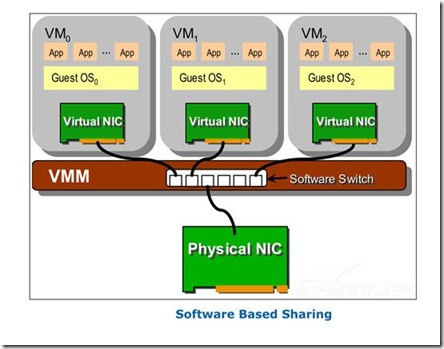 VM0 VM1 VM2
App App ... App App App ... App App App ... App
Guest OS0 Guest OS1 Guest OS2
Virtual NIC Virtual NIC Virtual NIC
VMM Software Switch
Physical NIC
Software Based Sharing